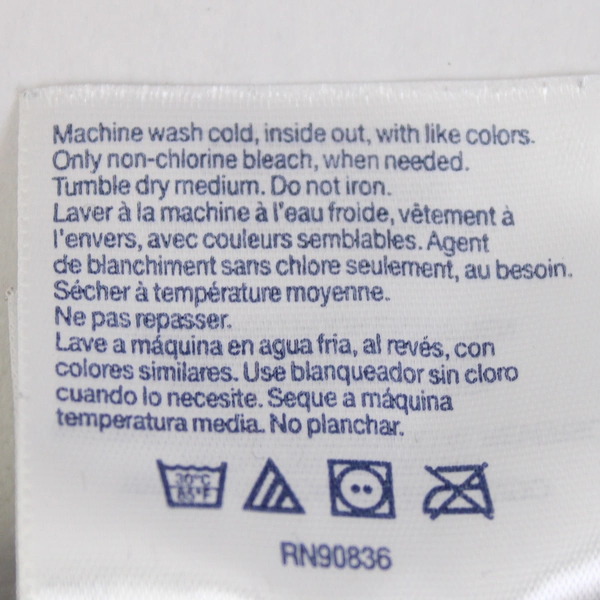 Machine wash cold, inside out, with like colors.
Only non-chlorine bleach, when needed.
Tumble dry medium. Do not iron.
Laver à la machine à l'eau froide, vêtement à
l'envers, avec couleurs semblables. Agent
de blanchiment sans chlore seulement, au besoin.
Sécher à température moyenne.
Ne pas repasser.
Lave a máquina en agua fria, al revés, con
colores similares. Use blanqueador sin cloro
cuando lo necesite. Seque a máquina
temperatura media. No planchar.
30°C
85°F
RN90836